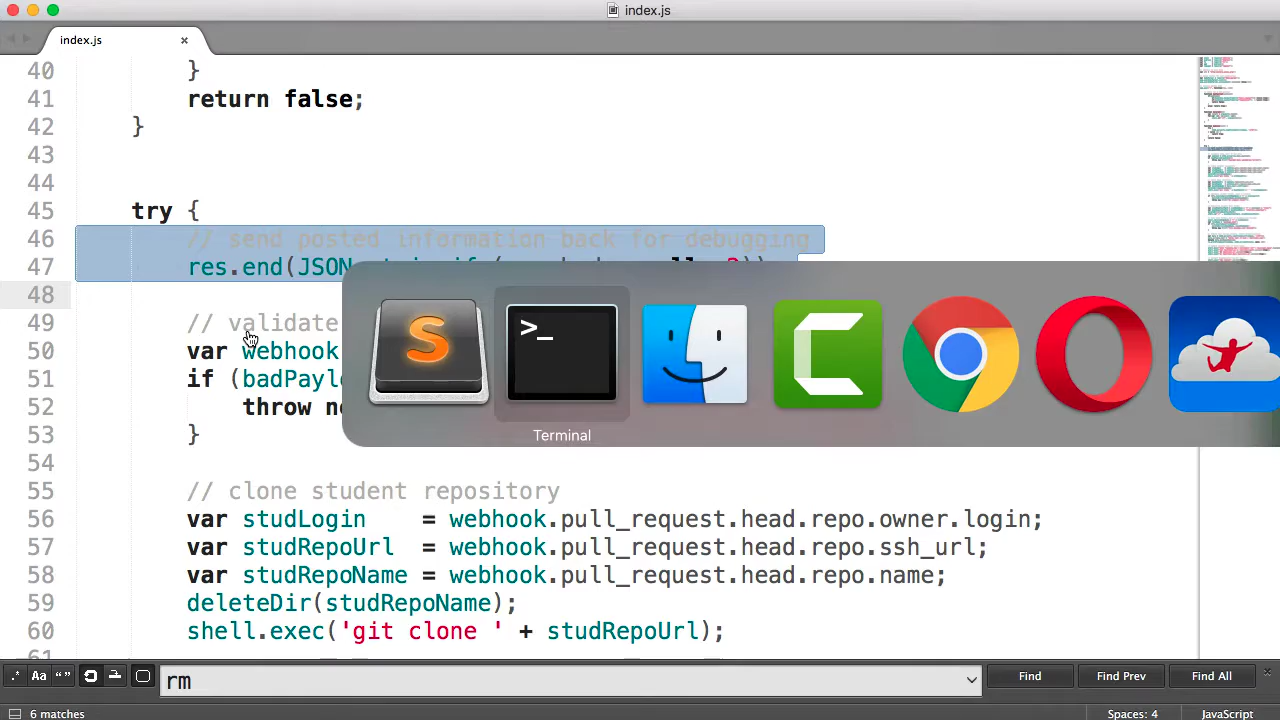 index.js
index.js
40 }
41 return false;
42 }
43
44
45 try {
46 // send posted information back for debugging
47 res.end(JSON
48
49 // validate
50 var webhook
51 if (badPaylo
52 throw
53 }
Terminal
54
55 // clone student repository
56 var studLogin = webhook.pull_request.head.repo.owner.login;
57 var studRepoUrl = webhook.pull_request.head.repo.ssh_url;
58 var studRepoName = webhook.pull_request.head.repo.name;
59 deleteDir(studRepoName);
60 shell.exec('git clone ' + studRepoUrl);
.* Aa “”
rm
Find
Find Prev
Find All
6 matches
Spaces: 4
JavaScript